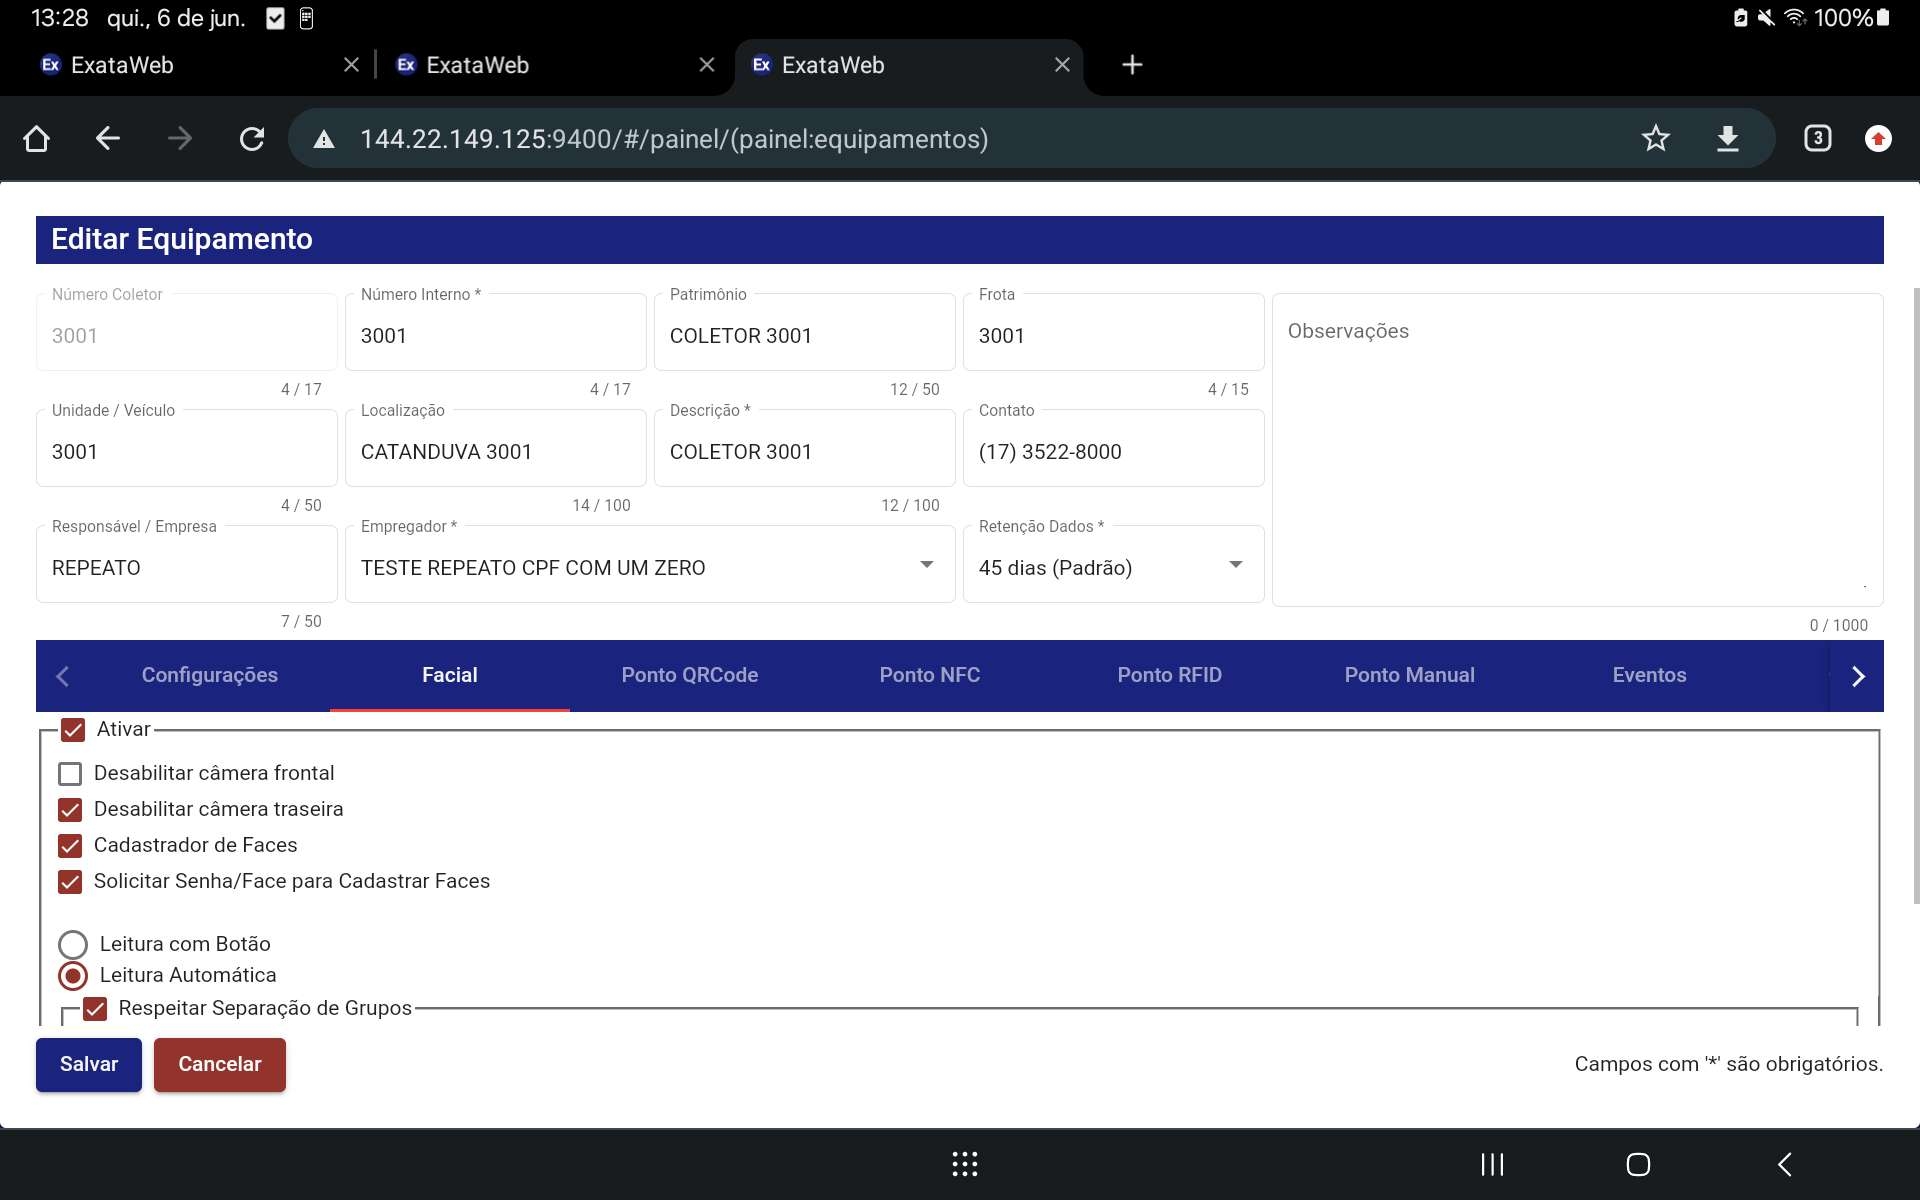 13:28 qui., 6 de jun. 100%
Ex ExataWeb Ex ExataWeb Ex ExataWeb
144.22.149.125:9400/#/painel/(painel:equipamentos) 3
Editar Equipamento
Número Coletor Número Interno * Patrimônio Frota
3001 3001 COLETOR 3001 3001 Observações
4 / 17 4 / 17 12 / 50 4 / 15
Unidade / Veículo Localização Descrição * Contato
3001 CATANDUVA 3001 COLETOR 3001 (17) 3522-8000
4 / 50 14 / 100 12 / 100
Responsável / Empresa Empregador * Retenção Dados *
REPEATO TESTE REPEATO CPF COM UM ZERO 45 dias (Padrão)
7 / 50 0 / 1000
Configurações Facial Ponto QRCode Ponto NFC Ponto RFID Ponto Manual Eventos
Ativar
Desabilitar câmera frontal
Desabilitar câmera traseira
Cadastrador de Faces
Solicitar Senha/Face para Cadastrar Faces
Leitura com Botão
Leitura Automática
Respeitar Separação de Grupos
Salvar Cancelar Campos com '*' são obrigatórios.